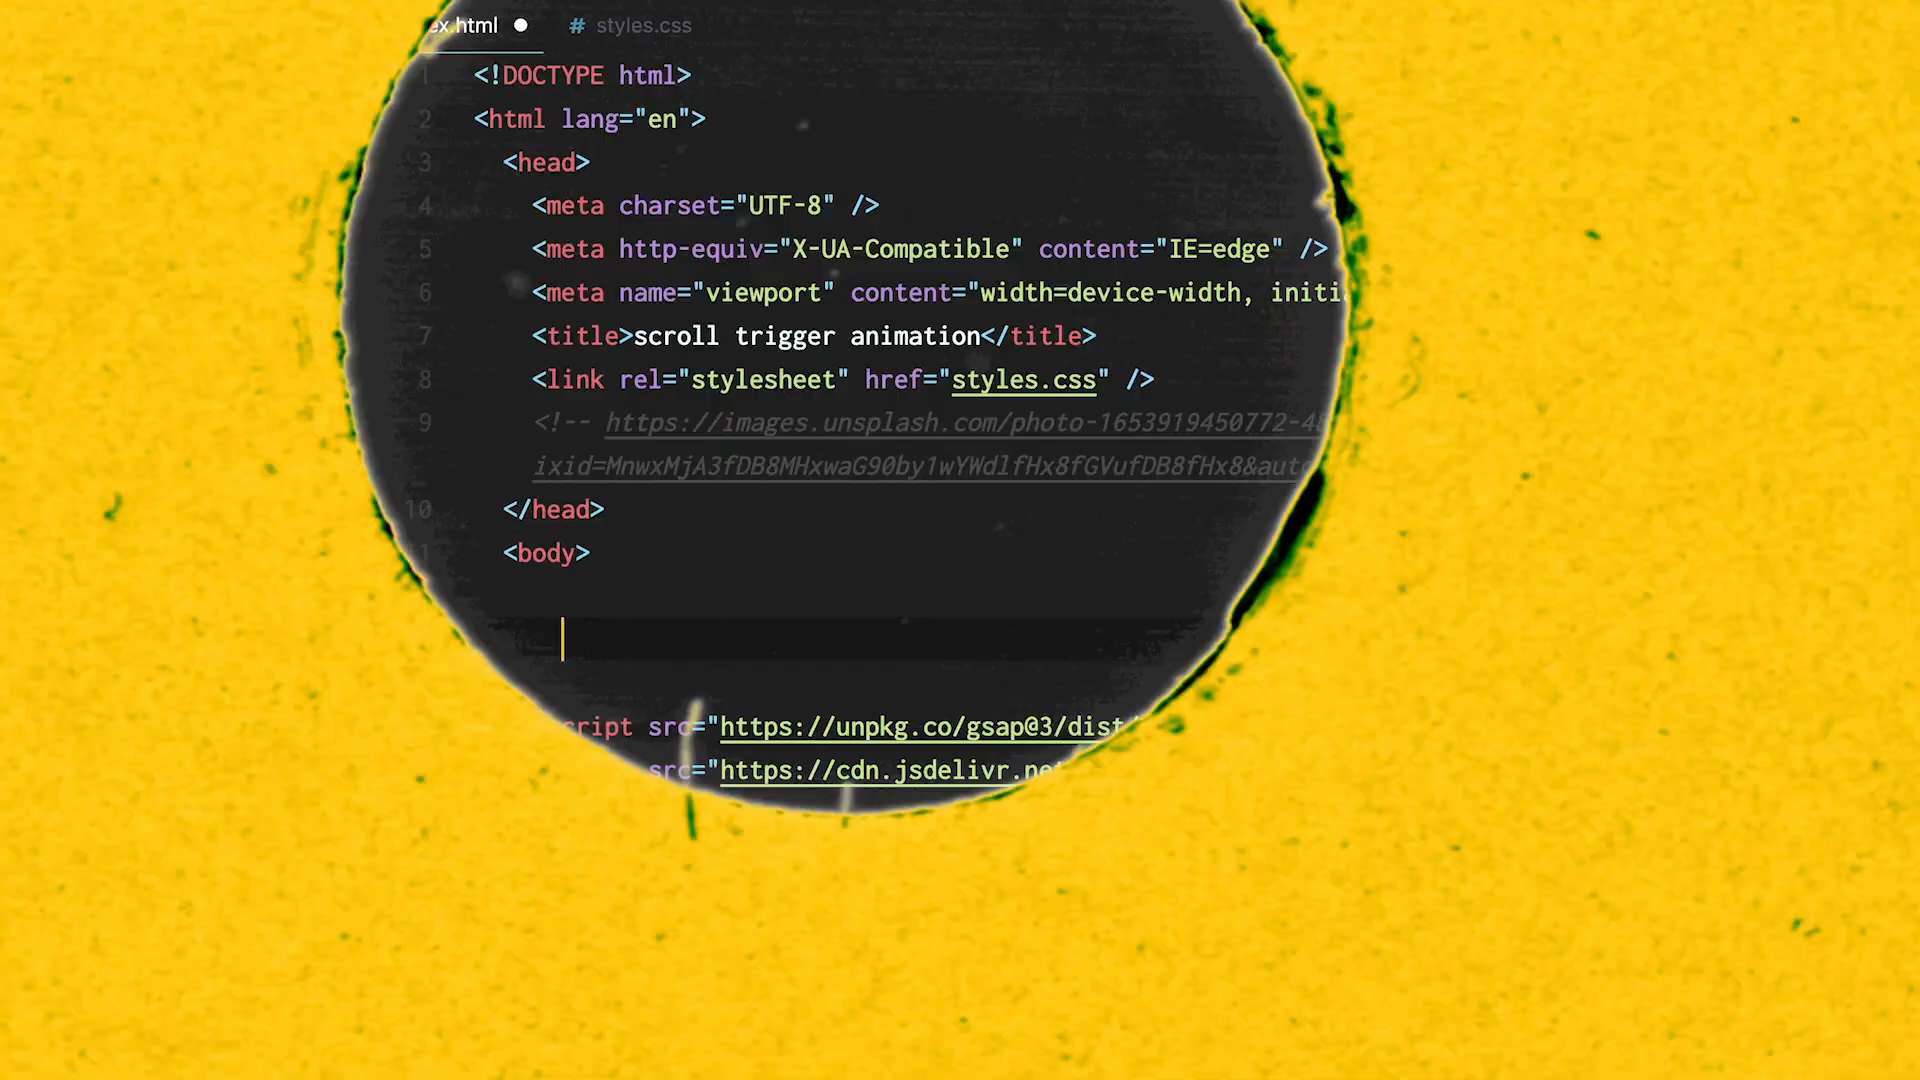 ex.html # styles.css
1 <!DOCTYPE html>
2 <html lang="en">
3 <head>
4 <meta charset="UTF-8" />
5 <meta http-equiv="X-UA-Compatible" content="IE=edge" />
6 <meta name="viewport" content="width=device-width, initi
7 <title>scroll trigger animation</title>
8 <link rel="stylesheet" href="styles.css" />
9 <!-- https://images.unsplash.com/photo-1653919450772-48
ixid=MnwxMjA3fDB8MHxwaG90by1wYWdlfHx8fGVufDB8fHx8&aut
10 </head>
<body>
cript src="https://unpkg.co/gsap@3/dist
src="https://cdn.jsdelivr.net